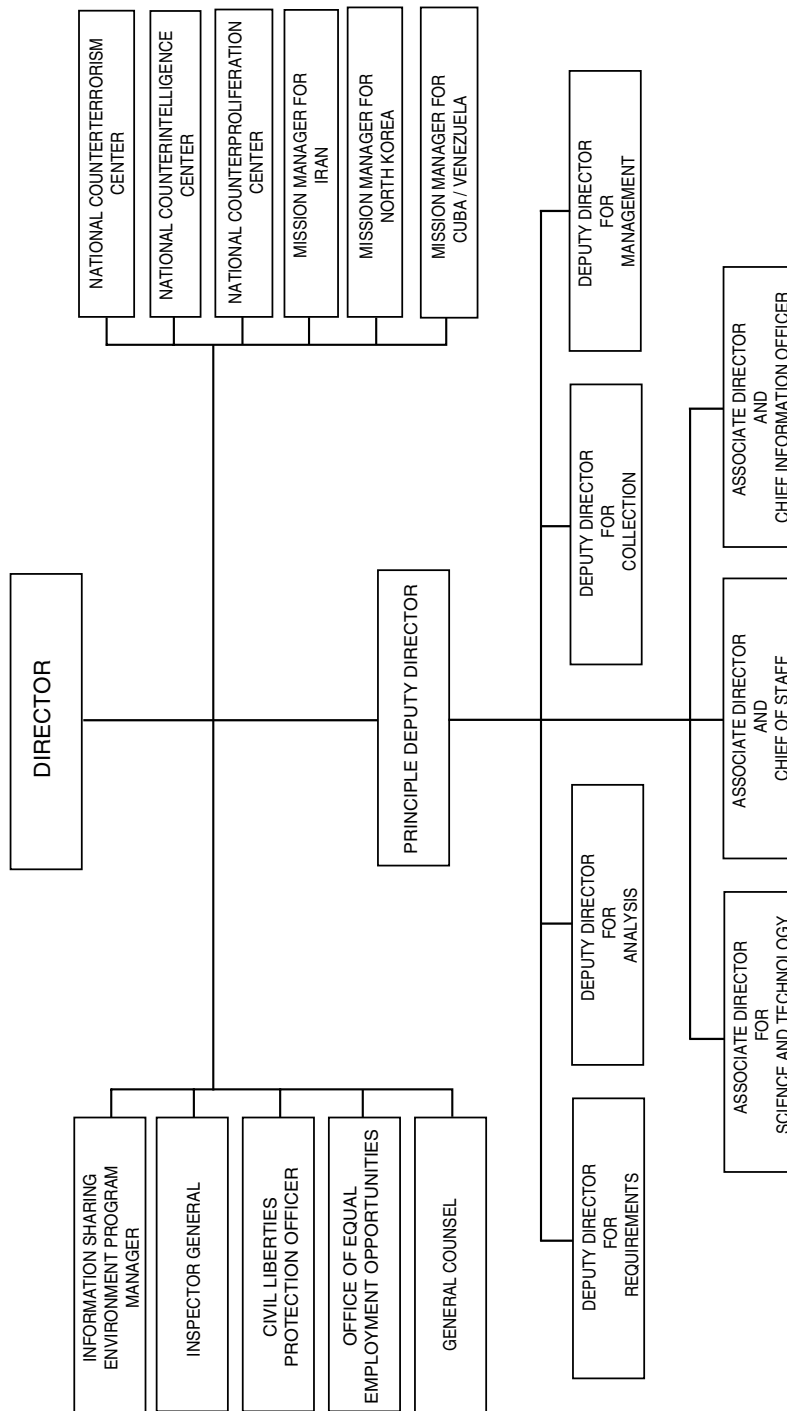 DIRECTOR
INFORMATION SHARING
ENVIRONMENT PROGRAM
MANAGER
INSPECTOR GENERAL
CIVIL LIBERTIES
PROTECTION OFFICER
OFFICE OF EQUAL
EMPLOYMENT OPPORTUNITIES
GENERAL COUNSEL
NATIONAL COUNTERTERRORISM
CENTER
NATIONAL COUNTERINTELLIGENCE
CENTER
NATIONAL COUNTERPROLIFERATION
CENTER
MISSION MANAGER FOR
IRAN
MISSION MANAGER FOR
NORTH KOREA
MISSION MANAGER FOR
CUBA / VENEZUELA
PRINCIPLE DEPUTY DIRECTOR
DEPUTY DIRECTOR
FOR
REQUIREMENTS
DEPUTY DIRECTOR
FOR
ANALYSIS
DEPUTY DIRECTOR
FOR
COLLECTION
DEPUTY DIRECTOR
FOR
MANAGEMENT
ASSOCIATE DIRECTOR
FOR
SCIENCE AND TECHNOLOGY
ASSOCIATE DIRECTOR
AND
CHIEF OF STAFF
ASSOCIATE DIRECTOR
AND
CHIEF INFORMATION OFFICER